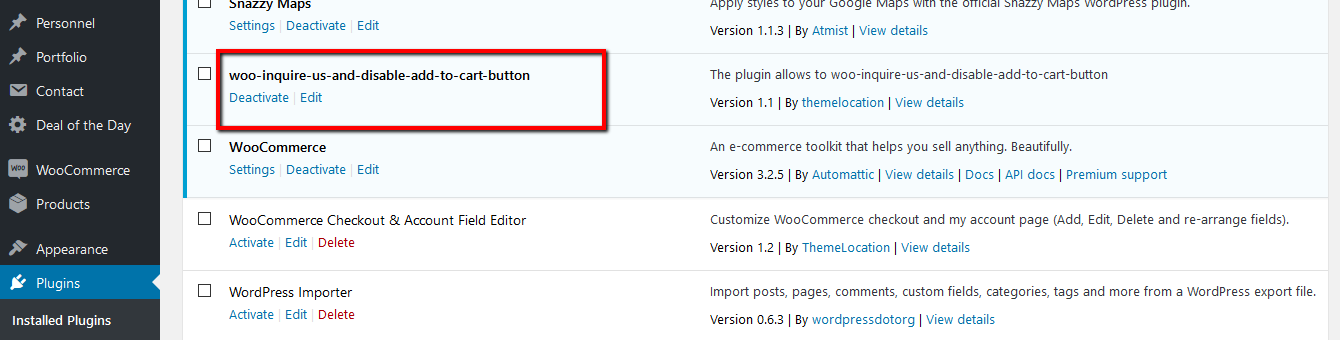 Personnel
Portfolio
Contact
Deal of the Day
WOO WooCommerce
Products
Appearance
Plugins
Installed Plugins
Snazzy Maps
Settings | Deactivate | Edit
Apply styles to your Google Maps with the official Snazzy Maps WordPress plugin.
Version 1.1.3 | By Atmist | View details
woo-inquire-us-and-disable-add-to-cart-button
Deactivate | Edit
The plugin allows to woo-inquire-us-and-disable-add-to-cart-button
Version 1.1 | By themelocation | View details
WooCommerce
Settings | Deactivate | Edit
An e-commerce toolkit that helps you sell anything. Beautifully.
Version 3.2.5 | By Automattic | View details | Docs | API docs | Premium support
WooCommerce Checkout & Account Field Editor
Activate | Edit | Delete
Customize WooCommerce checkout and my account page (Add, Edit, Delete and re-arrange fields).
Version 1.2 | By ThemeLocation | View details
WordPress Importer
Activate | Edit | Delete
Import posts, pages, comments, custom fields, categories, tags and more from a WordPress export file.
Version 0.6.3 | By wordpressdotorg | View details